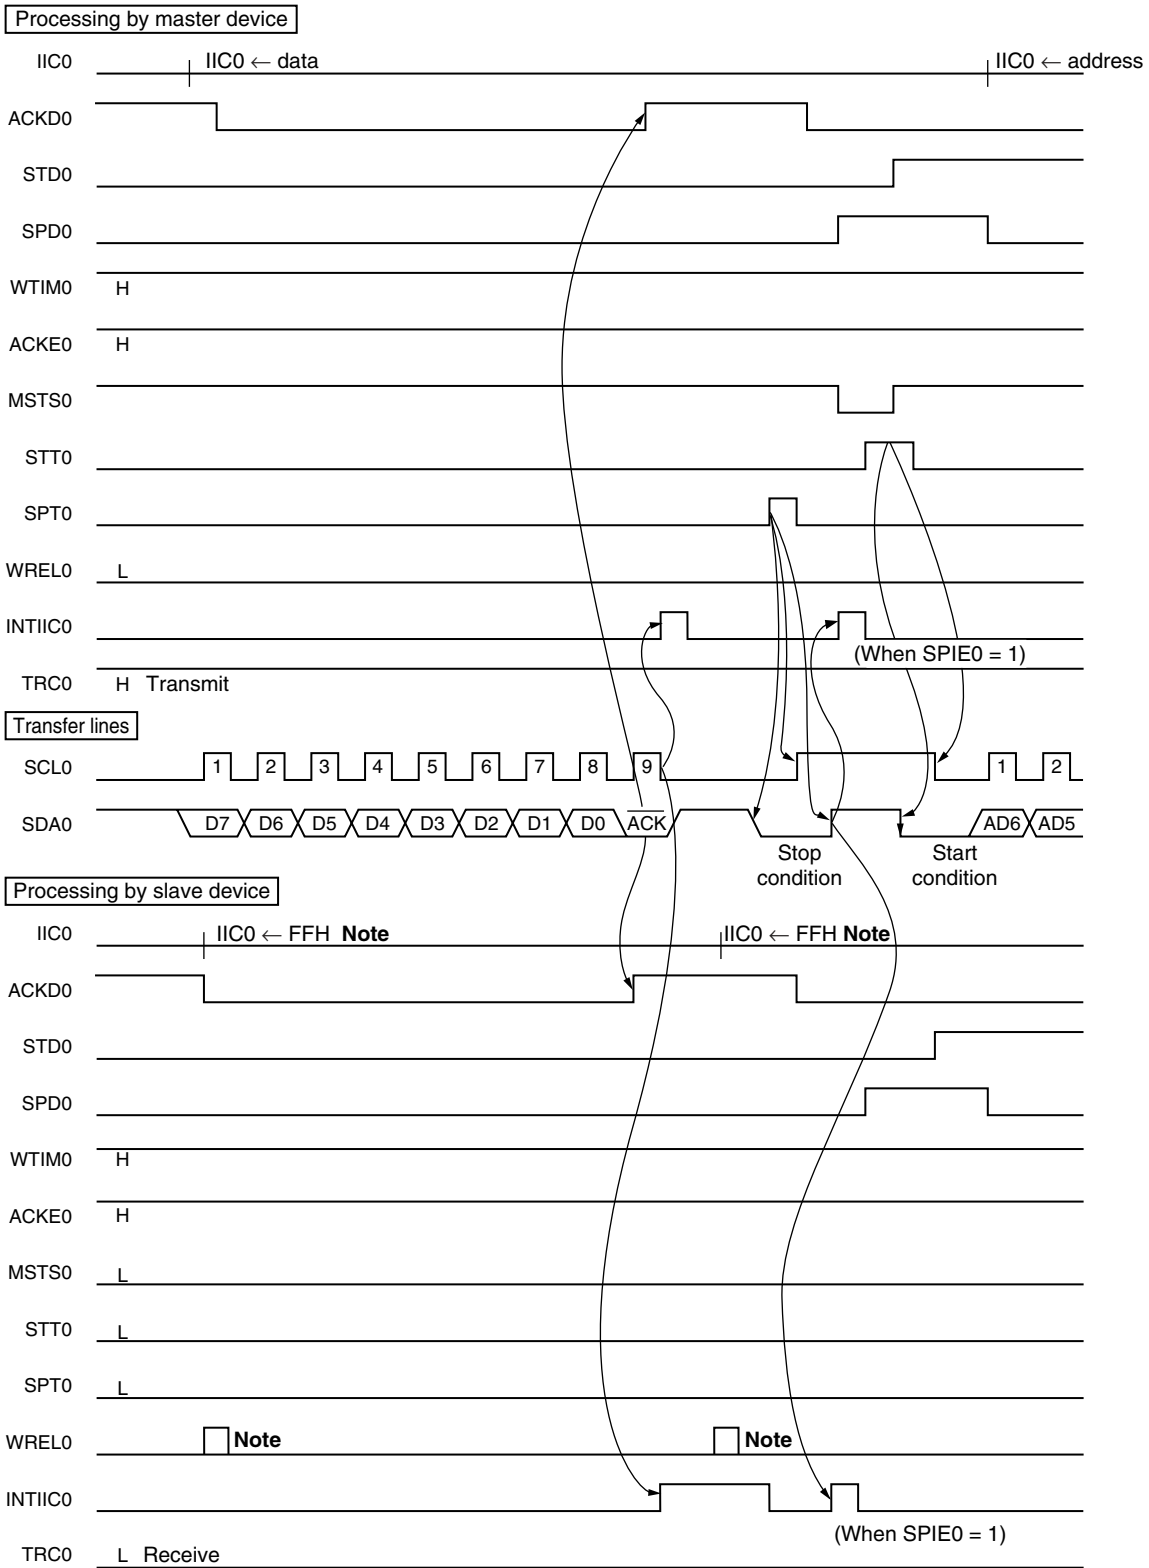 Processing by master device
IIC0 IIC0 ← data IIC0 ← address
ACKD0
STD0
SPD0
WTIM0 H
ACKE0 H
MSTS0
STT0
SPT0
WREL0 L
INTIIC0
(When SPIE0 = 1)
TRC0 H Transmit
Transfer lines
SCL0 1 2 3 4 5 6 7 8 9 1 2
SDA0 D7 D6 D5 D4 D3 D2 D1 D0 ACK AD6 AD5
Stop condition
Start condition
Processing by slave device
IIC0 IIC0 ← FFH Note IIC0 ← FFH Note
ACKD0
STD0
SPD0
WTIM0 H
ACKE0 H
MSTS0 L
STT0 L
SPT0 L
WREL0 Note Note
INTIIC0
(When SPIE0 = 1)
TRC0 L Receive